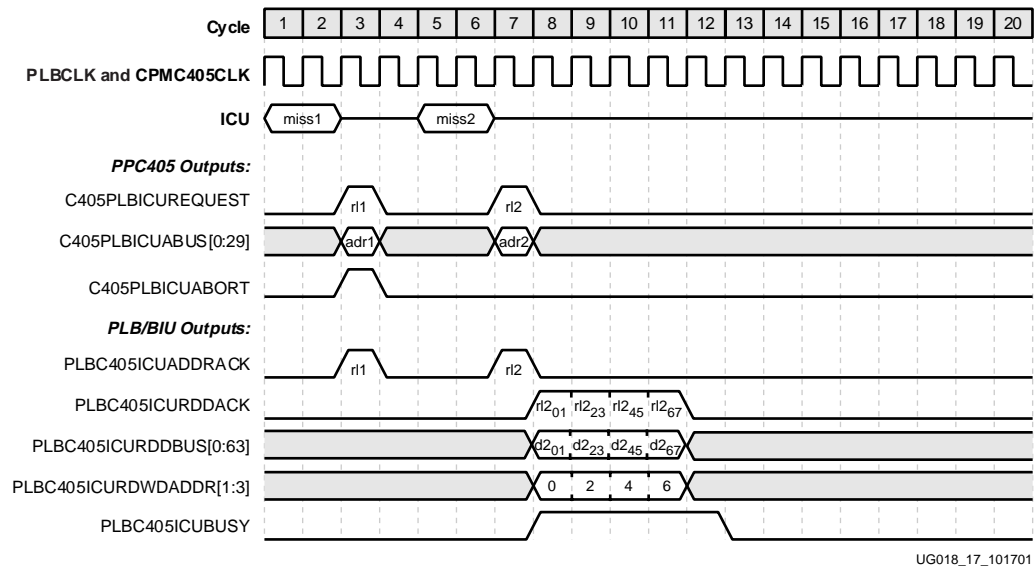 Cycle 1 2 3 4 5 6 7 8 9 10 11 12 13 14 15 16 17 18 19 20
PLBCLK and CPMC405CLK
ICU miss1 miss2
PPC405 Outputs:
C405PLBICUREQUEST rl1 rl2
C405PLBICUABUS[0:29] adr1 adr2
C405PLBICUABORT
PLB/BIU Outputs:
PLBC405ICUADDRACK rl1 rl2
PLBC405ICURDDACK rl2₀₁ rl2₂₃ rl2₄₅ rl2₆₇
PLBC405ICURDDBUS[0:63] d2₀₁ d2₂₃ d2₄₅ d2₆₇
PLBC405ICURDWDADDR[1:3] 0 2 4 6
PLBC405ICUBUSY
UG018_17_101701